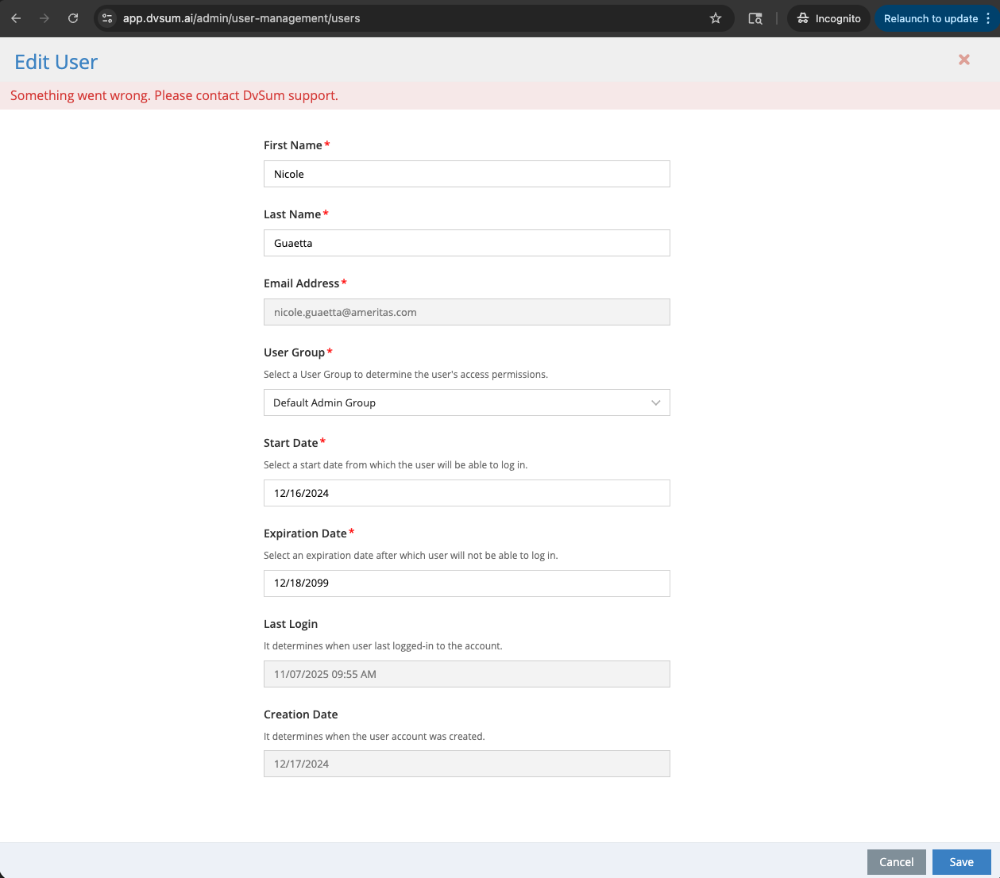 app.dvsum.ai/admin/user-management/users
Incognito
Relaunch to update
Edit User
Something went wrong. Please contact DvSum support.
First Name*
Nicole
Last Name*
Guaetta
Email Address*
nicole.guaetta@ameritas.com
User Group*
Select a User Group to determine the user's access permissions.
Default Admin Group
Start Date*
Select a start date from which the user will be able to log in.
12/16/2024
Expiration Date*
Select an expiration date after which user will not be able to log in.
12/18/2099
Last Login
It determines when user last logged-in to the account.
11/07/2025 09:55 AM
Creation Date
It determines when the user account was created.
12/17/2024
Cancel
Save